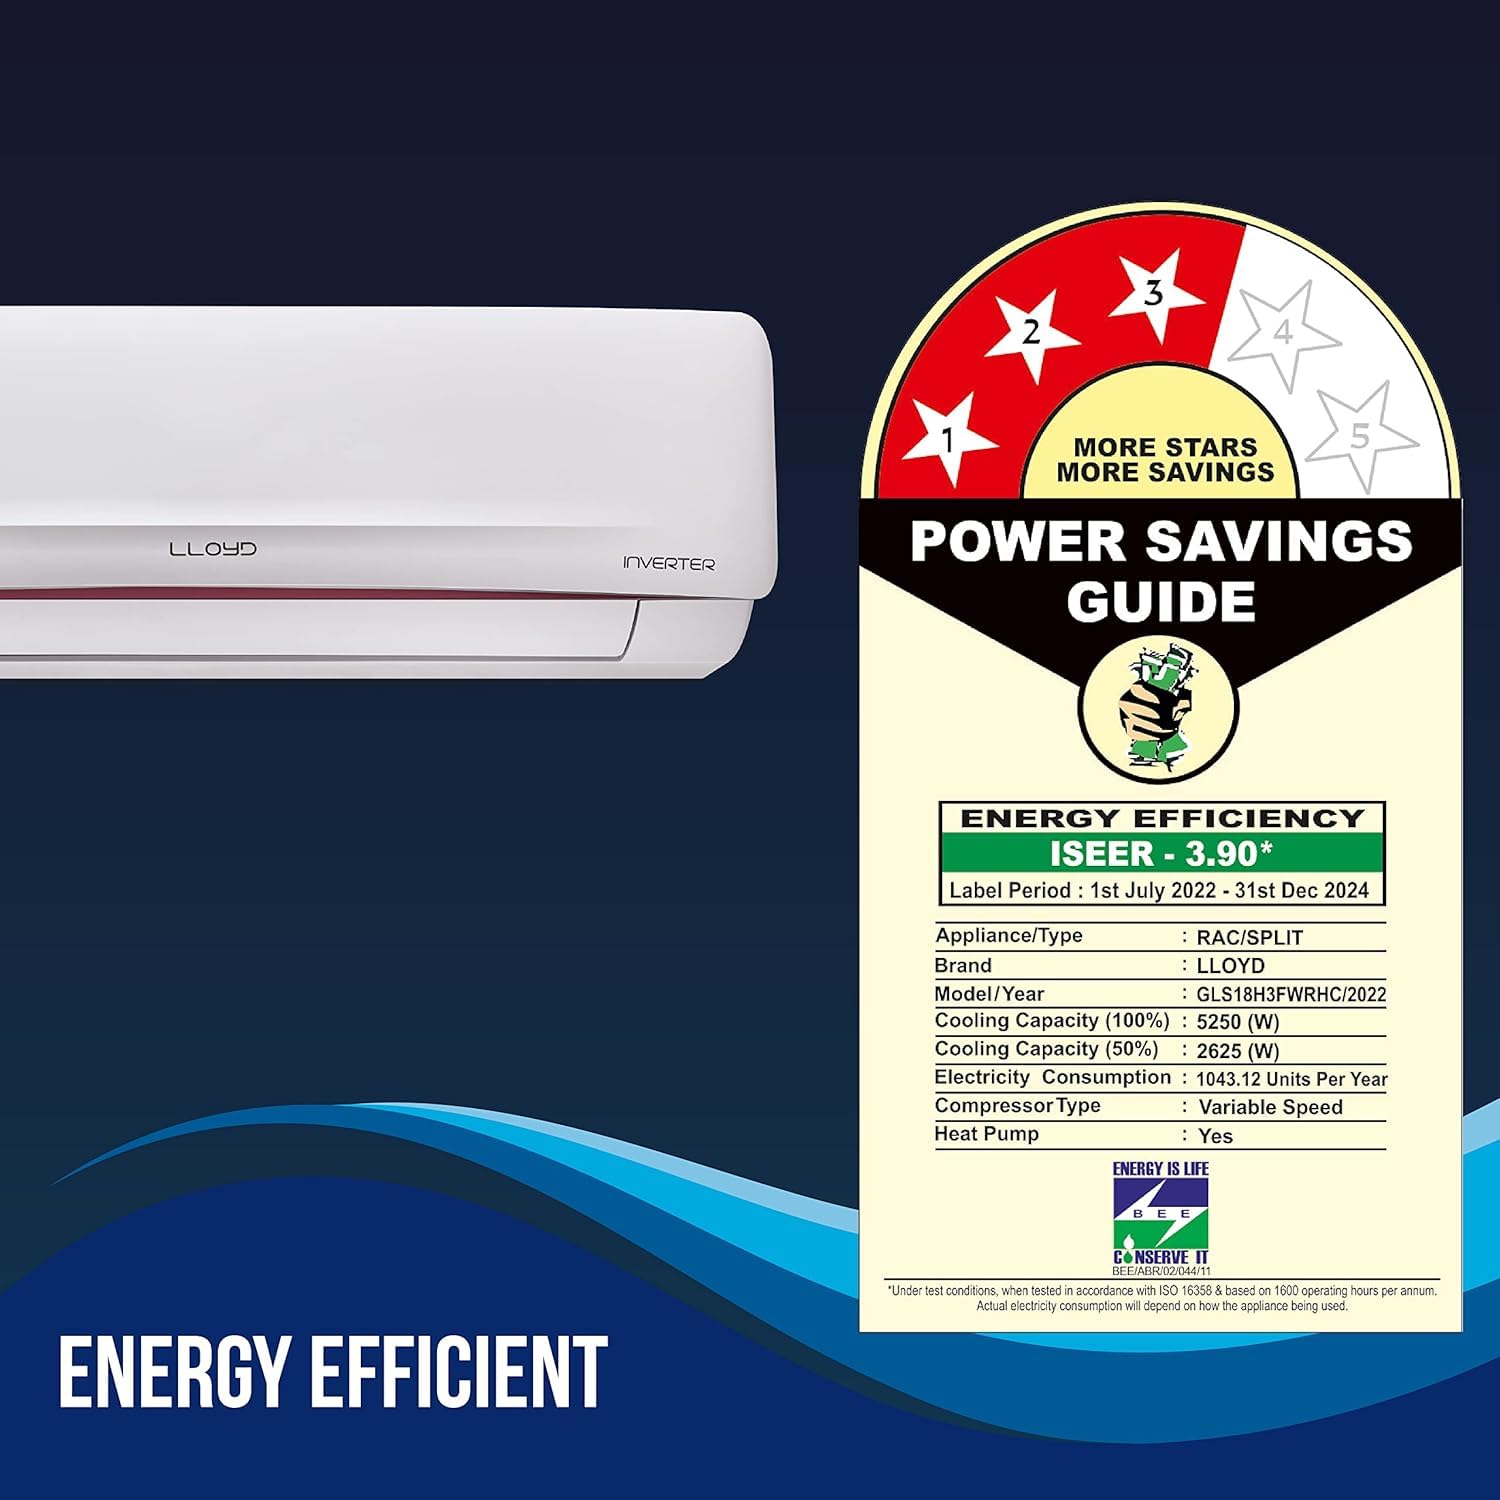 LLOYD
INVERTER
1
2
3
4
5
MORE STARS
MORE SAVINGS
POWER SAVINGS
GUIDE
ENERGY EFFICIENCY
ISEER - 3.90*
Label Period : 1st July 2022 - 31st Dec 2024
Appliance/Type : RAC/SPLIT
Brand : LLOYD
Model/Year : GLS18H3FWRHC/2022
Cooling Capacity (100%) : 5250 (W)
Cooling Capacity (50%) : 2625 (W)
Electricity Consumption : 1043.12 Units Per Year
Compressor Type : Variable Speed
Heat Pump : Yes
ENERGY IS LIFE
BEE
CONSERVE IT
BEE/ABR/02/044/11
*Under test conditions, when tested in accordance with ISO 16358 & based on 1600 operating hours per annum.
Actual electricity consumption will depend on how the appliance being used.
ENERGY EFFICIENT